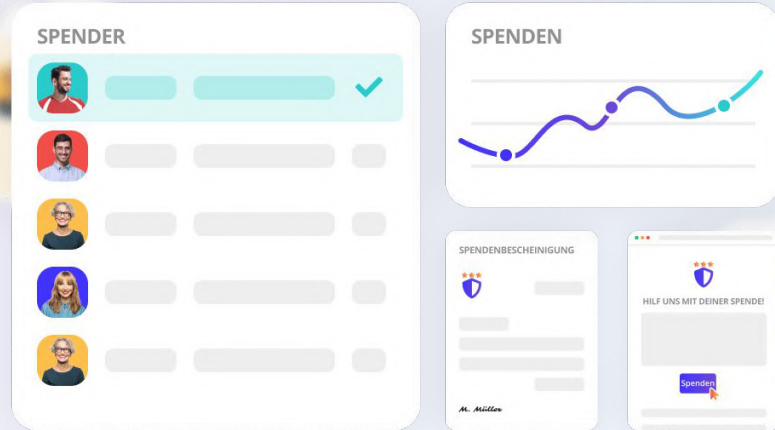 SPENDER
SPENDEN
SPENDENBESCHEINIGUNG
M. Müller
HILF UNS MIT DEINER SPENDE!
Spenden